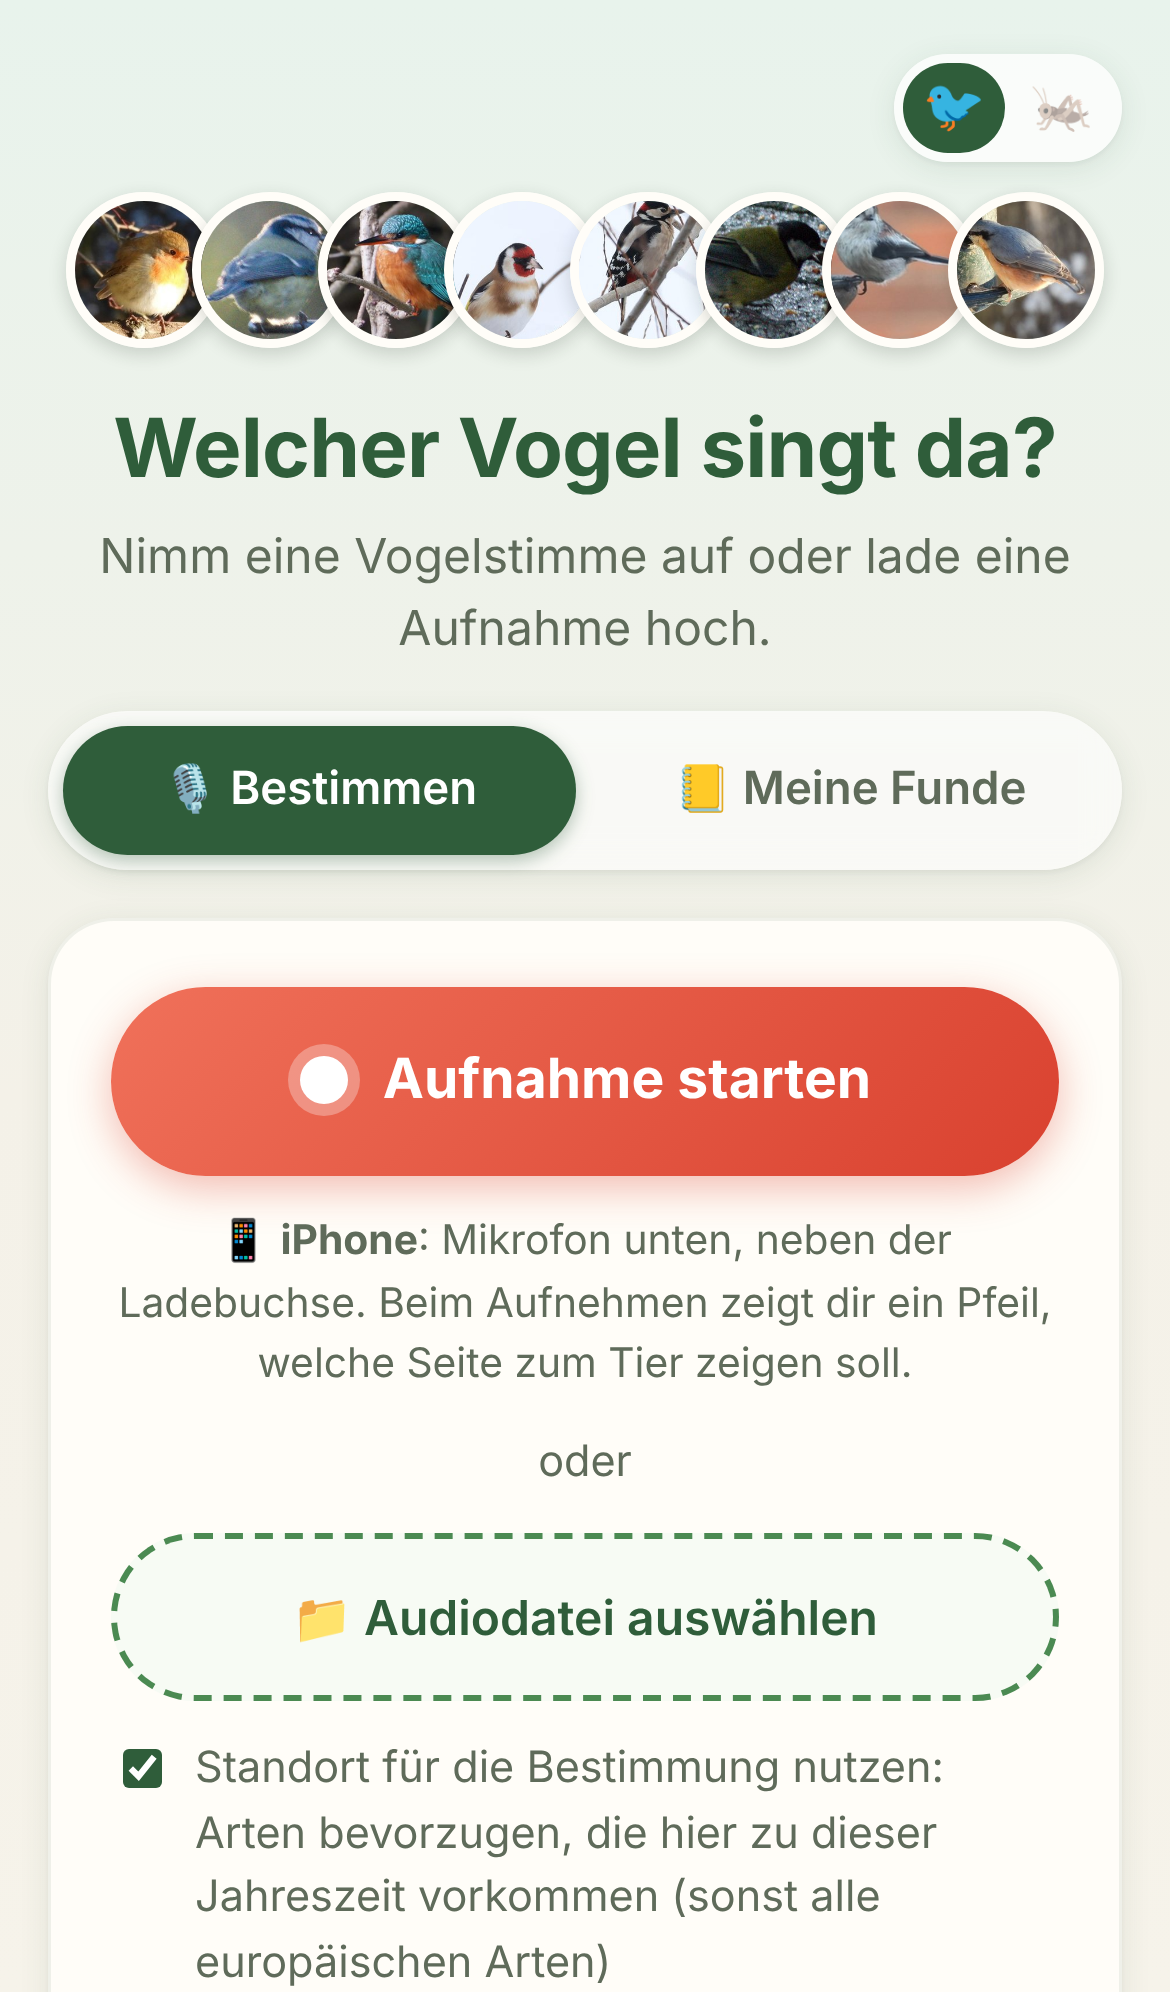 Welcher Vogel singt da?
Nimm eine Vogelstimme auf oder lade eine
Aufnahme hoch.
Bestimmen
Meine Funde
Aufnahme starten
iPhone: Mikrofon unten, neben der
Ladebuchse. Beim Aufnehmen zeigt dir ein Pfeil,
welche Seite zum Tier zeigen soll.
oder
Audiodatei auswählen
Standort für die Bestimmung nutzen:
Arten bevorzugen, die hier zu dieser
Jahreszeit vorkommen (sonst alle
europäischen Arten)